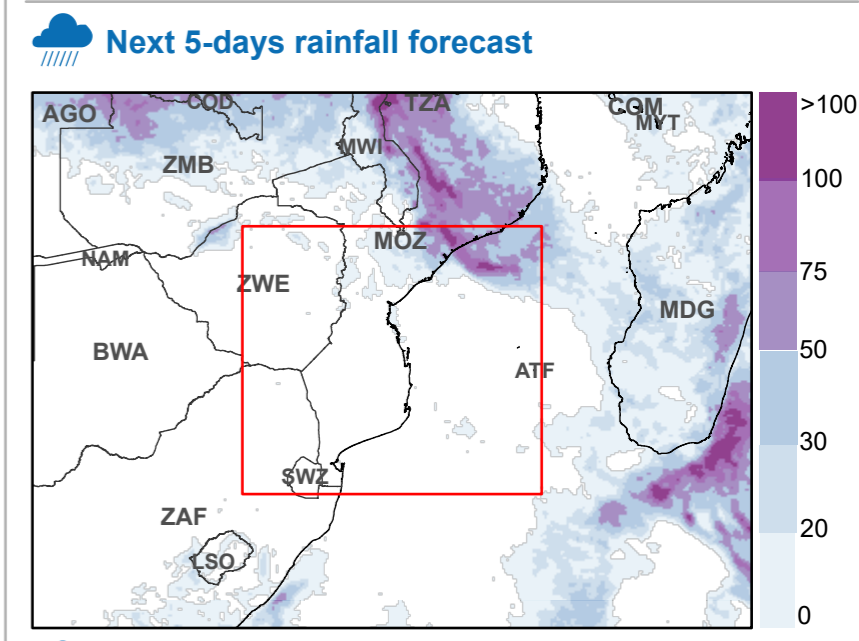 Next 5-days rainfall forecast
AGO
COD
TZA
COM
MYT
MWI
ZMB
MOZ
NAM
ZWE
MDG
BWA
ATF
SWZ
ZAF
LSO
>100
100
75
50
30
20
0